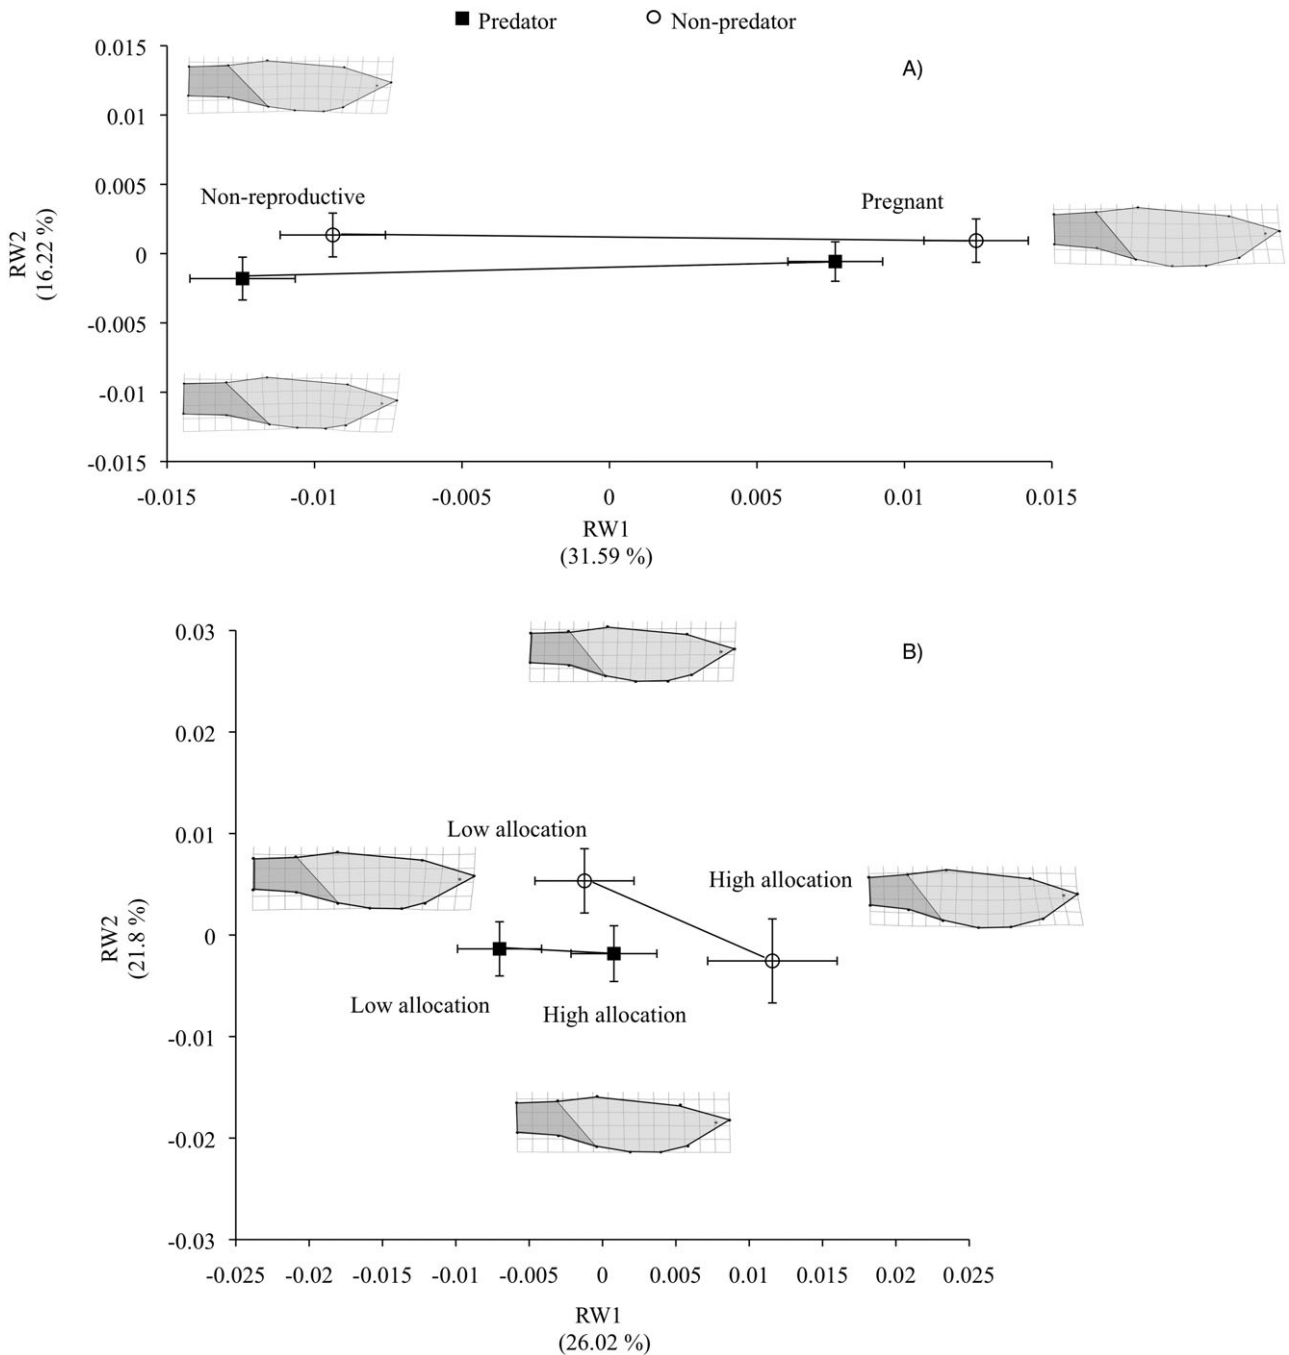 Predator Non-predator
A)
0.015
0.01
0.005
0
-0.005
-0.01
-0.015
RW2
(16.22 %)
Non-reproductive
Pregnant
-0.015 -0.01 -0.005 0 0.005 0.01 0.015
RW1
(31.59 %)
B)
0.03
0.02
0.01
0
-0.01
-0.02
-0.03
RW2
(21.8 %)
Low allocation
High allocation
Low allocation
High allocation
-0.025 -0.02 -0.015 -0.01 -0.005 0 0.005 0.01 0.015 0.02 0.025
RW1
(26.02 %)